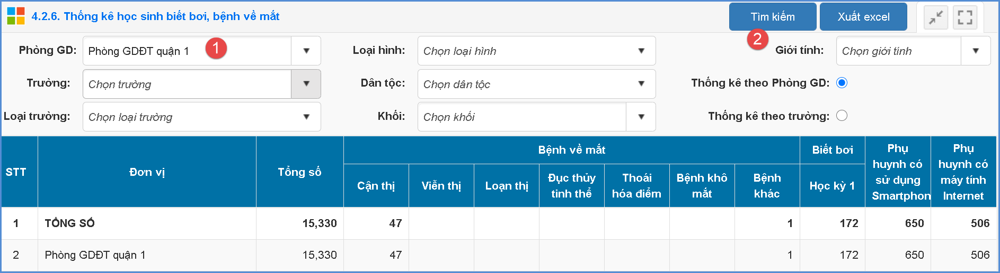 4.2.6. Thống kê học sinh biết bơi, bệnh về mắt
Tìm kiếm
Xuất excel
Phòng GD: Phòng GDĐT quận 1 1
Loại hình: Chọn loại hình
2
Giới tính: Chọn giới tính
Trường: Chọn trường
Dân tộc: Chọn dân tộc
Thống kê theo Phòng GD:
Loại trường: Chọn loại trường
Khối: Chọn khối
Thống kê theo trường:
STT
Đơn vị
Tổng số
Bệnh về mắt
Cận thị
Viễn thị
Loạn thị
Đục thủy
tinh thể
Thoái
hóa điểm
Bệnh khô
mắt
Bệnh
khác
Biết bơi
Học kỳ 1
Phụ
huynh có
sử dụng
Smartphon
Phụ
huynh có
máy tính
Internet
1 TỔNG SỐ 15,330 47 1 172 650 506
2 Phòng GDĐT quận 1 15,330 47 1 172 650 506